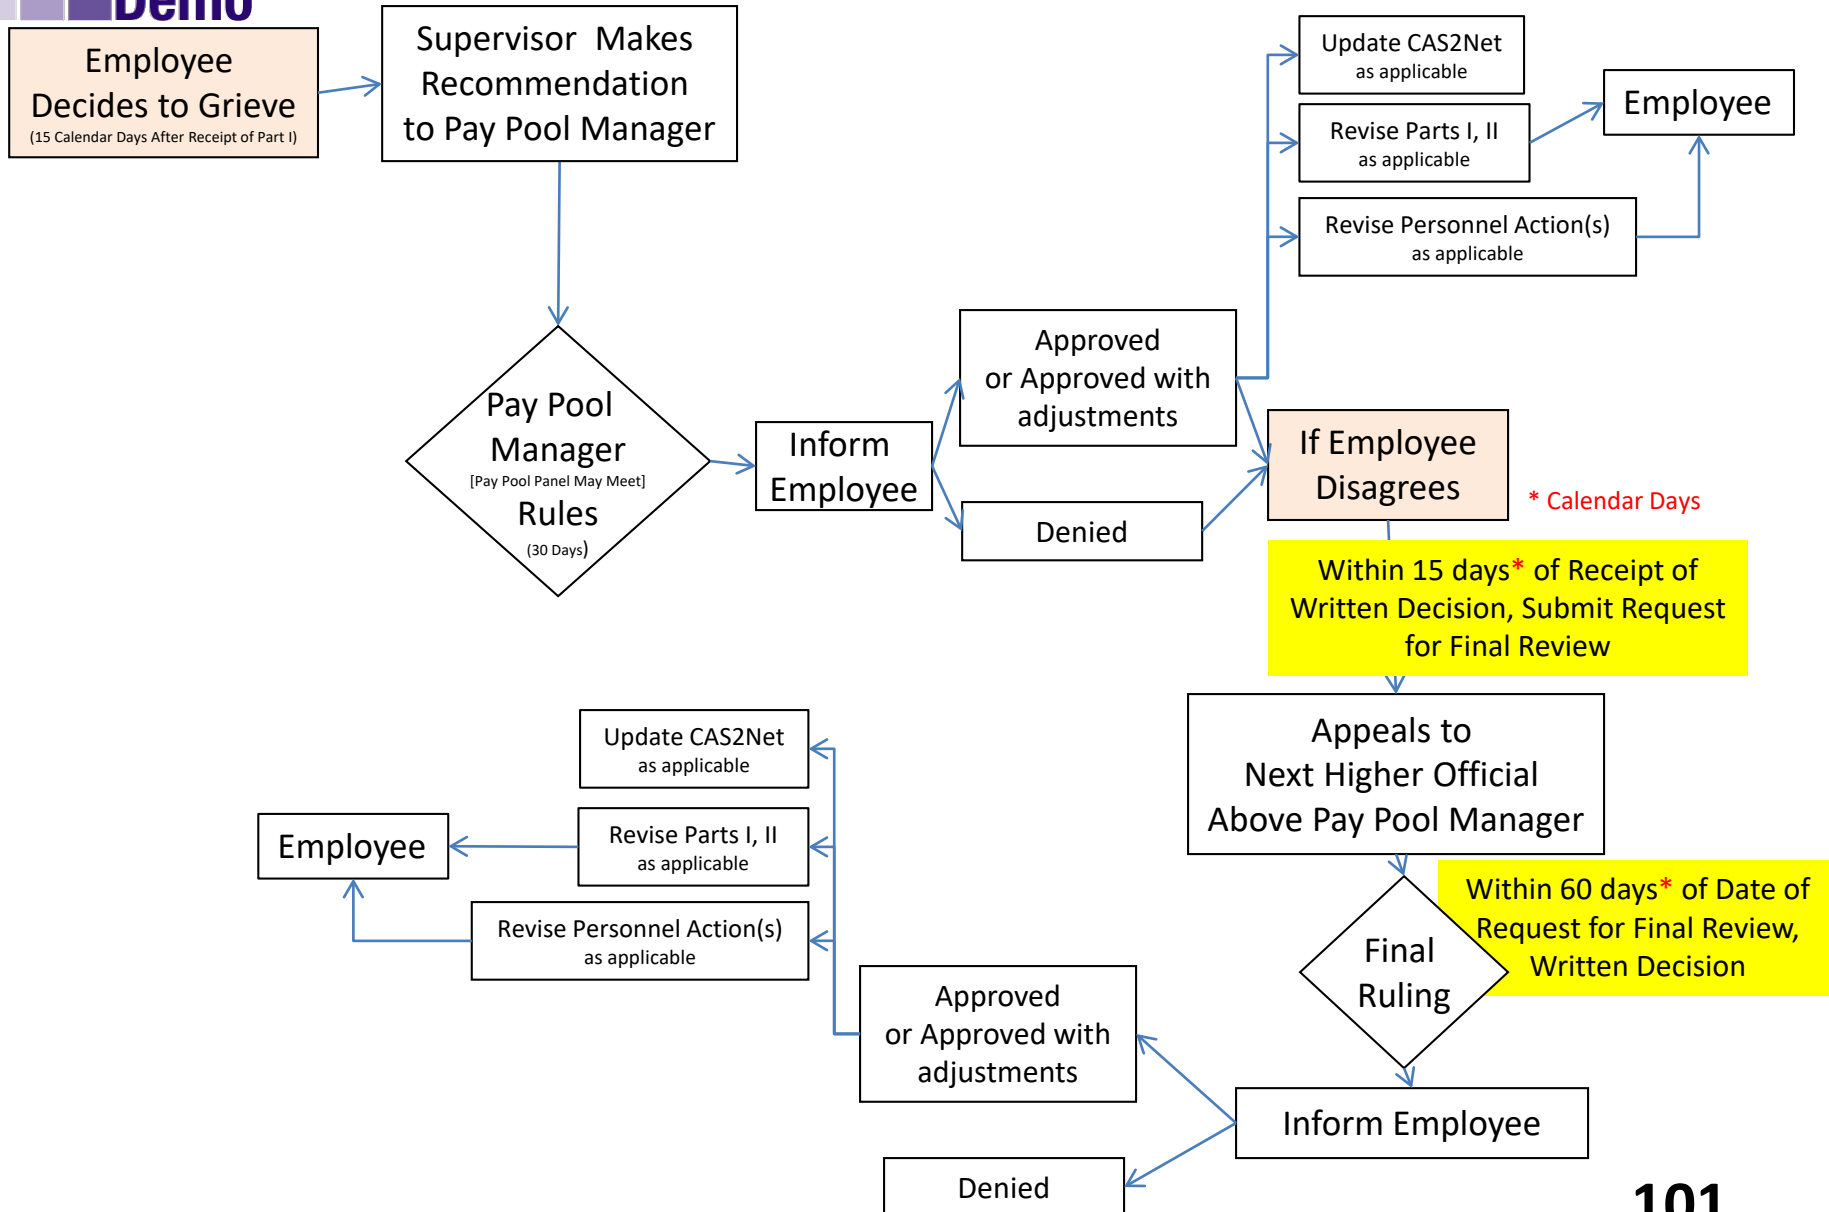 Demo
Employee
Decides to Grieve
(15 Calendar Days After Receipt of Part I)
Supervisor Makes
Recommendation
to Pay Pool Manager
Update CAS2Net
as applicable
Revise Parts I, II
as applicable
Revise Personnel Action(s)
as applicable
Employee
Pay Pool
Manager
[Pay Pool Panel May Meet]
Rules
(30 Days)
Inform
Employee
Approved
or Approved with
adjustments
Denied
If Employee
Disagrees
* Calendar Days
Within 15 days* of Receipt of
Written Decision, Submit Request
for Final Review
Appeals to
Next Higher Official
Above Pay Pool Manager
Within 60 days* of Date of
Request for Final Review,
Written Decision
Final
Ruling
Inform Employee
Approved
or Approved with
adjustments
Denied
Update CAS2Net
as applicable
Revise Parts I, II
as applicable
Revise Personnel Action(s)
as applicable
Employee
101